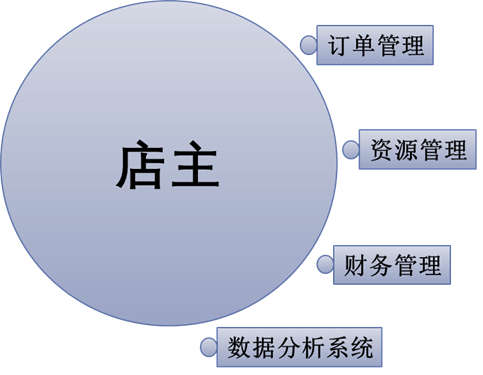 店主
订单管理
资源管理
财务管理
数据分析系统